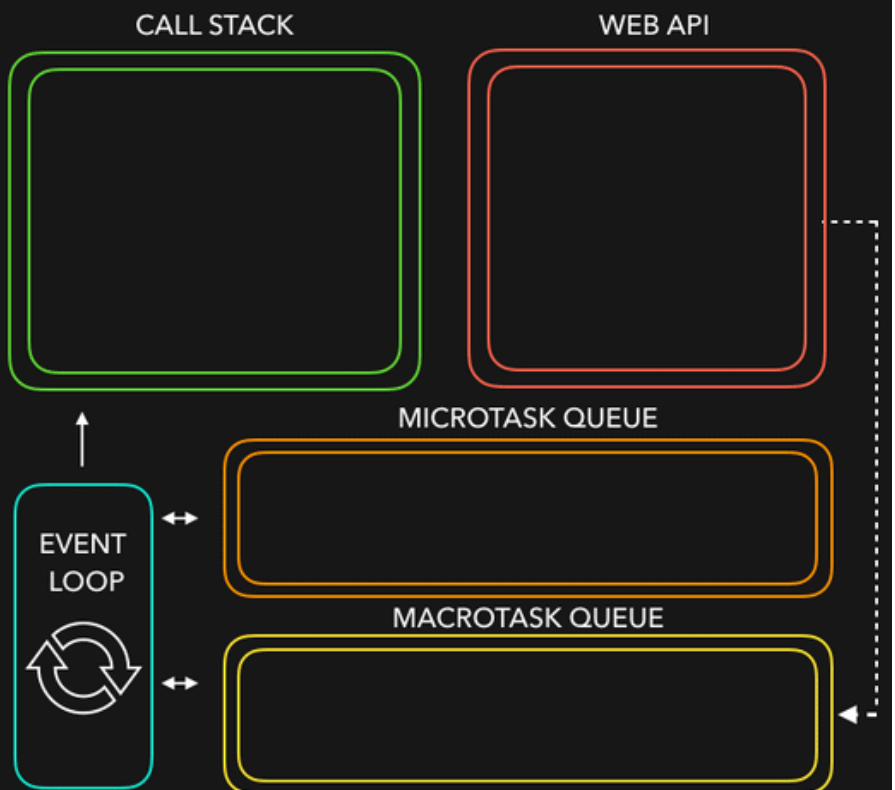 CALL STACK
WEB API
MICROTASK QUEUE
EVENT
LOOP
MACROTASK QUEUE